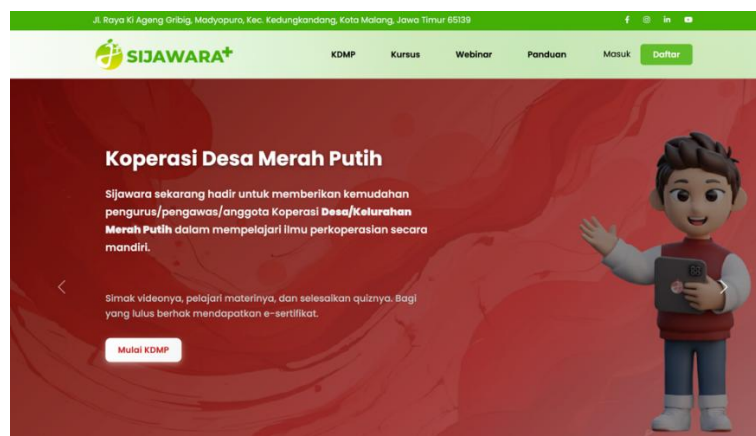 Jl. Raya Ki Ageng Gribig, Madyopuro, Kec. Kedungkandang, Kota Malang, Jawa Timur 65139
SIJAWARA+
KDMP Kursus Webinar Panduan Masuk Daftar
Koperasi Desa Merah Putih
Sijawara sekarang hadir untuk memberikan kemudahan
pengurus/pengawas/anggota Koperasi Desa/Kelurahan
Merah Putih dalam mempelajari ilmu perkoperasian secara
mandiri.
Simak videonya, pelajari materinya, dan selesaikan quiznya. Bagi
yang lulus berhak mendapatkan e-sertifikat.
Mulai KDMP